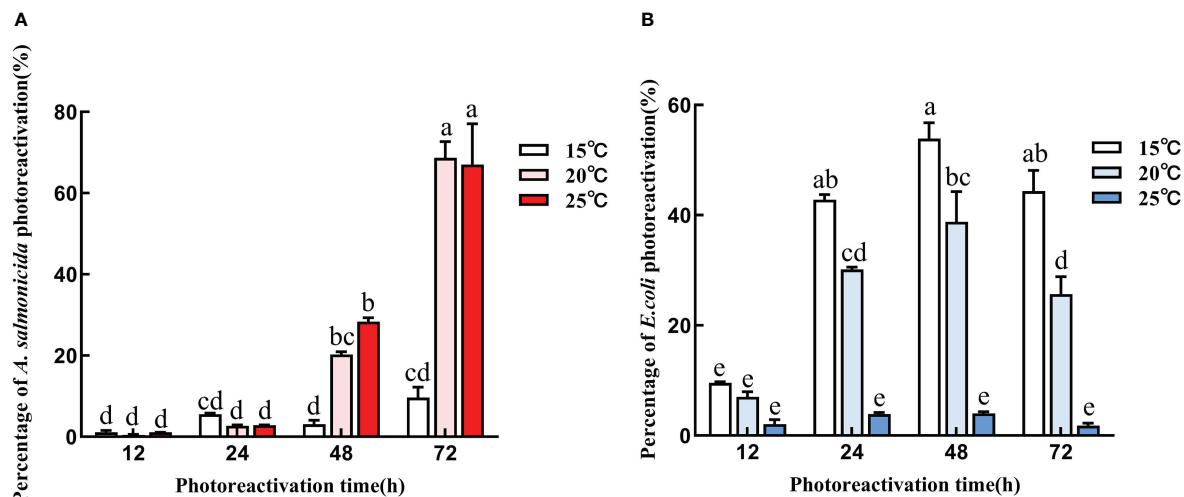 A
Percentage of A. salmonicida photoreactivation(%)
80
60
40
20
0
d
d
d
cd
d
d
d
bc
b
cd
a
a
12
24
48
72
Photoreactivation time(h)
15℃
20℃
25℃
B
Percentage of E.coli photoreactivation(%)
60
40
20
0
e
e
e
ab
cd
e
a
bc
e
ab
d
e
12
24
48
72
Photoreactivation time(h)
15℃
20℃
25℃